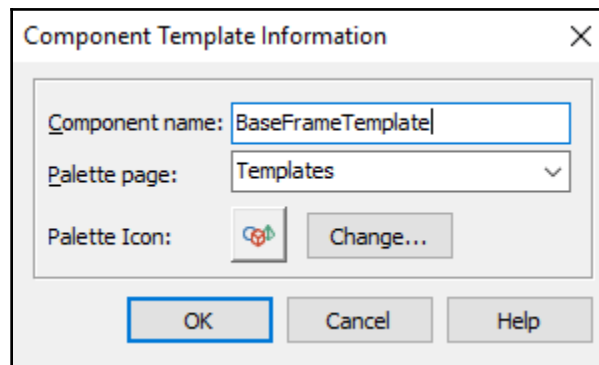 Component Template Information
Component name: BaseFrameTemplate
Palette page: Templates
Palette Icon: Change...
OK Cancel Help